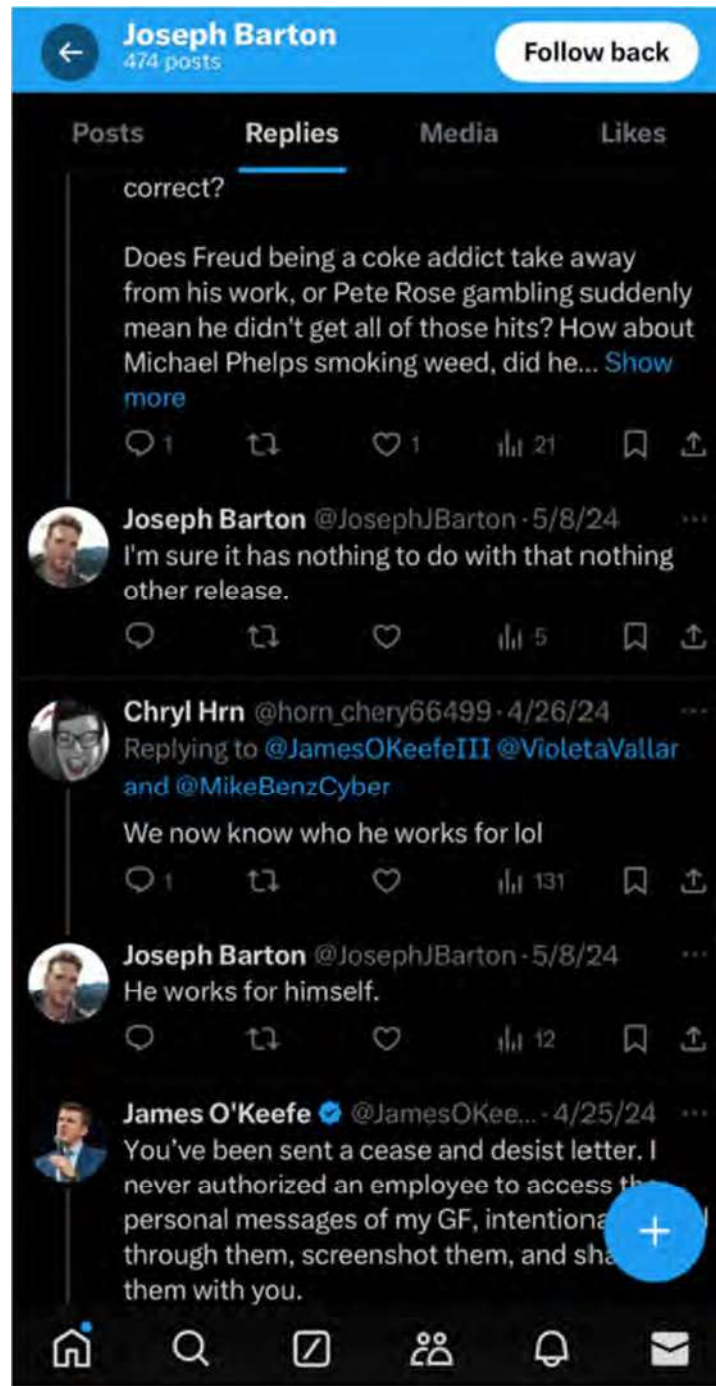 Joseph Barton
474 posts
Follow back
Posts Replies Media Likes
correct?
Does Freud being a coke addict take away
from his work, or Pete Rose gambling suddenly
mean he didn't get all of those hits? How about
Michael Phelps smoking weed, did he... Show
more
1 1 21
Joseph Barton @JosephJBarton · 5/8/24
I'm sure it has nothing to do with that nothing
other release.
5
Chryl Hrn @horn_chery66499 · 4/26/24
Replying to @JamesOKeefeIII @VioletaVallar
and @MikeBenzCyber
We now know who he works for lol
1 131
Joseph Barton @JosephJBarton · 5/8/24
He works for himself.
12
James O'Keefe @JamesOKee... · 4/25/24
You've been sent a cease and desist letter. I
never authorized an employee to access
personal messages of my GF,
through them, screenshot them, and
them with you.